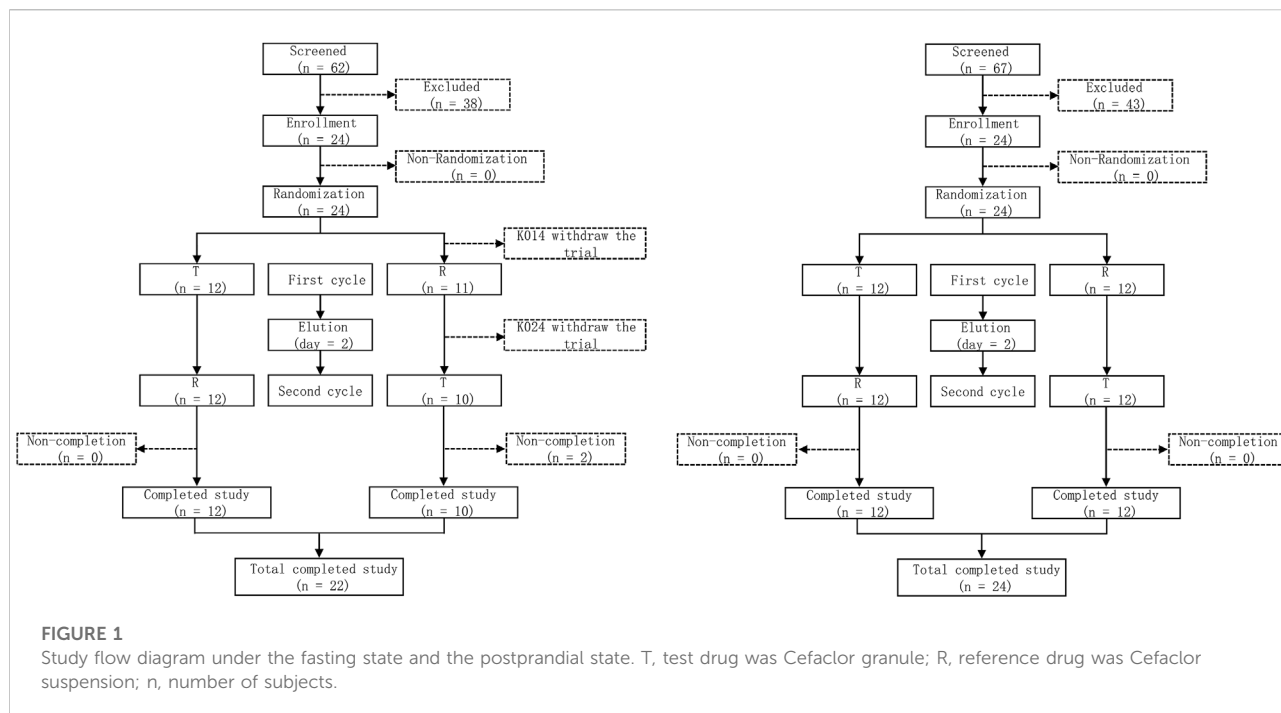 Screened
(n = 62)
Excluded
(n = 38)
Enrollment
(n = 24)
Non-Randomization
(n = 0)
Randomization
(n = 24)
K014 withdraw the
trial
T
(n = 12)
First cycle
R
(n = 11)
Elution
(day = 2)
K024 withdraw the
trial
R
(n = 12)
Second cycle
T
(n = 10)
Non-completion
(n = 0)
Non-completion
(n = 2)
Completed study
(n = 12)
Completed study
(n = 10)
Total completed study
(n = 22)
Screened
(n = 67)
Excluded
(n = 43)
Enrollment
(n = 24)
Non-Randomization
(n = 0)
Randomization
(n = 24)
T
(n = 12)
First cycle
R
(n = 12)
Elution
(day = 2)
R
(n = 12)
Second cycle
T
(n = 12)
Non-completion
(n = 0)
Non-completion
(n = 0)
Completed study
(n = 12)
Completed study
(n = 12)
Total completed study
(n = 24)
FIGURE 1
Study flow diagram under the fasting state and the postprandial state. T, test drug was Cefaclor granule; R, reference drug was Cefaclor
suspension; n, number of subjects.